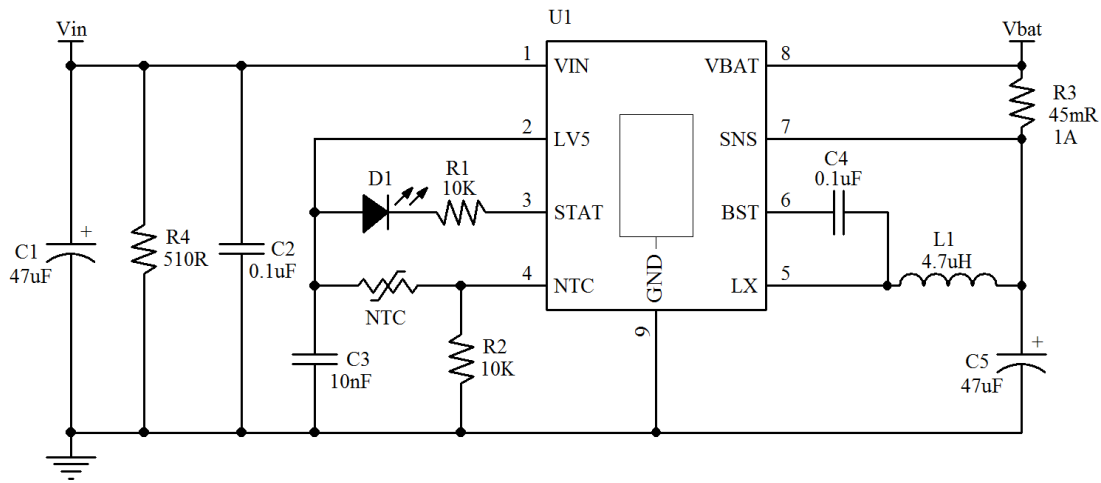 U1
Vin
Vbat
1
VIN
VBAT
8
R3
45mR
1A
2
LV5
SNS
7
C4
0.1uF
D1
R1
10K
3
STAT
BST
6
+
C1
47uF
R4
510R
C2
0.1uF
L1
4.7uH
4
NTC
LX
5
GND
NTC
9
+
C3
10nF
R2
10K
C5
47uF